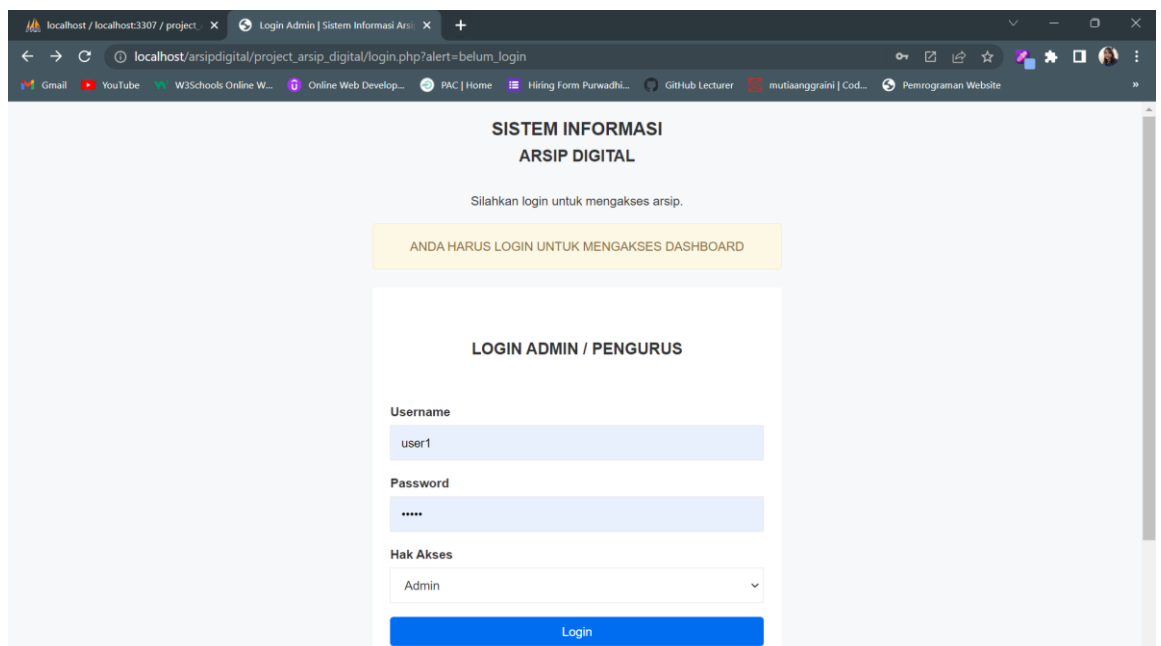 localhost / localhost:3307 / project_
Login Admin | Sistem Informasi Arsi
localhost/arsipdigital/project_arsip_digital/login.php?alert=belum_login
Gmail YouTube W3Schools Online W... Online Web Develop... PAC | Home Hiring Form Purwadhi... GitHub Lecturer mutiaanggraini | Cod... Pemrograman Website »
SISTEM INFORMASI
ARSIP DIGITAL
Silahkan login untuk mengakses arsip.
ANDA HARUS LOGIN UNTUK MENGAKSES DASHBOARD
LOGIN ADMIN / PENGURUS
Username
user1
Password
•••••
Hak Akses
Admin
Login